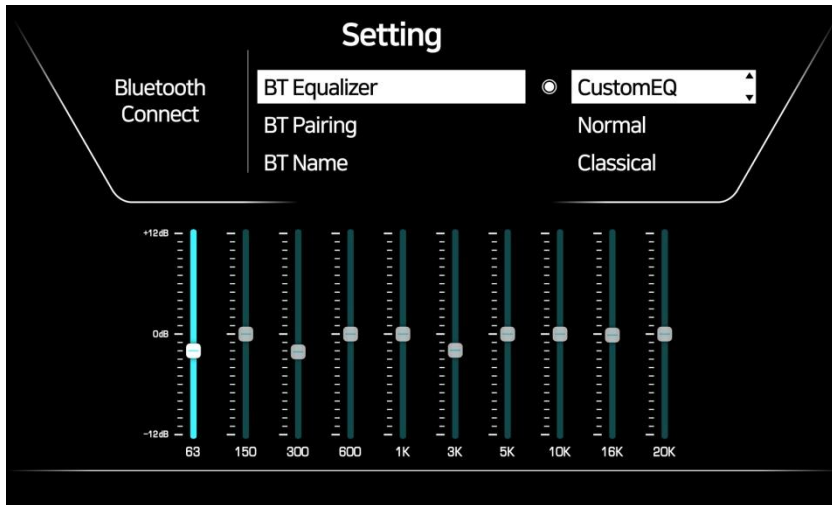 Setting
Bluetooth
Connect
BT Equalizer
CustomEQ
BT Pairing
Normal
BT Name
Classical
+12dB
0dB
-12dB
63 150 300 600 1K 3K 5K 10K 16K 20K